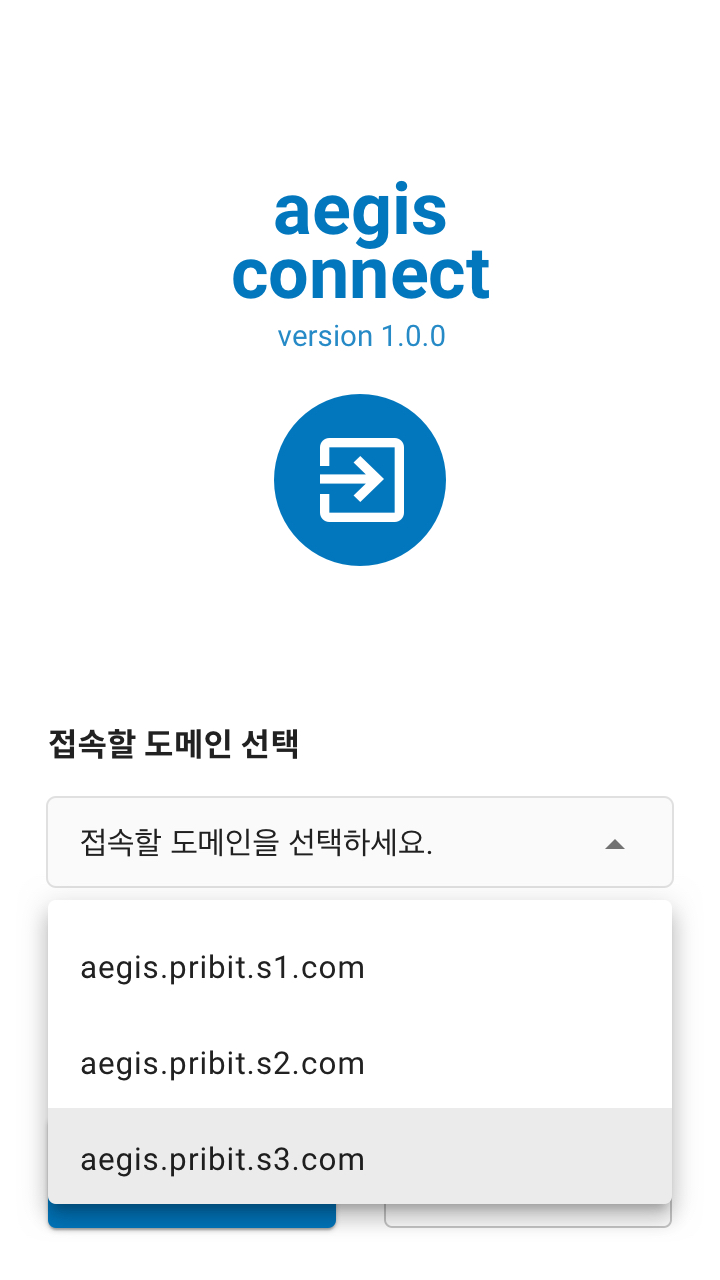 aegis
connect
version 1.0.0
접속할 도메인 선택
접속할 도메인을 선택하세요.
aegis.pribit.s1.com
aegis.pribit.s2.com
aegis.pribit.s3.com